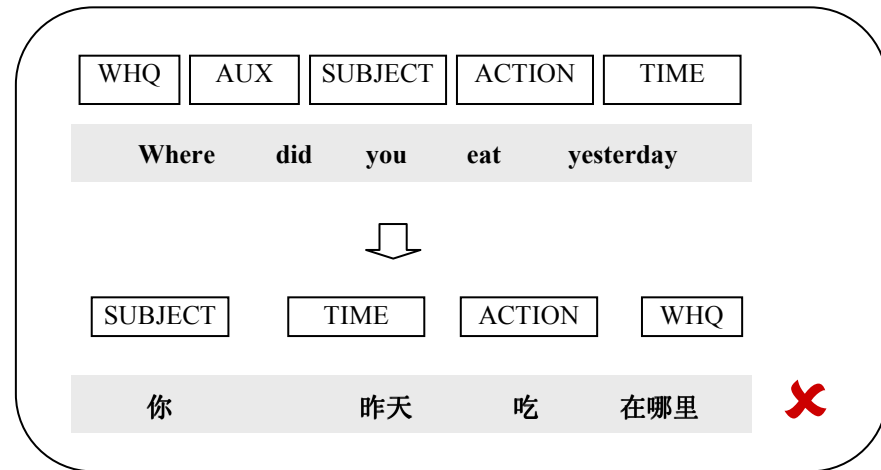 WHQ AUX SUBJECT ACTION TIME
Where did you eat yesterday
SUBJECT TIME ACTION WHQ
你 昨天 吃 在哪里